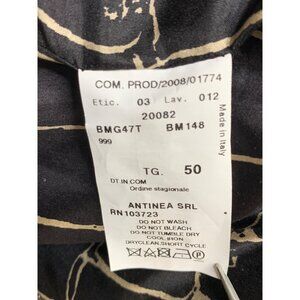 COM. PROD/2008/01774
Etic. 03 Lav. 012
20082
BMG47T BM148
999
Made in Italy
TG. 50
DT.IN.COM
Ordine stagionale
ANTINEA SRL
RN103723
DO NOT WASH
DO NOT BLEACH
DO NOT TUMBLE DRY
COOL IRON
DRYCLEAN,SHORT CYCLE